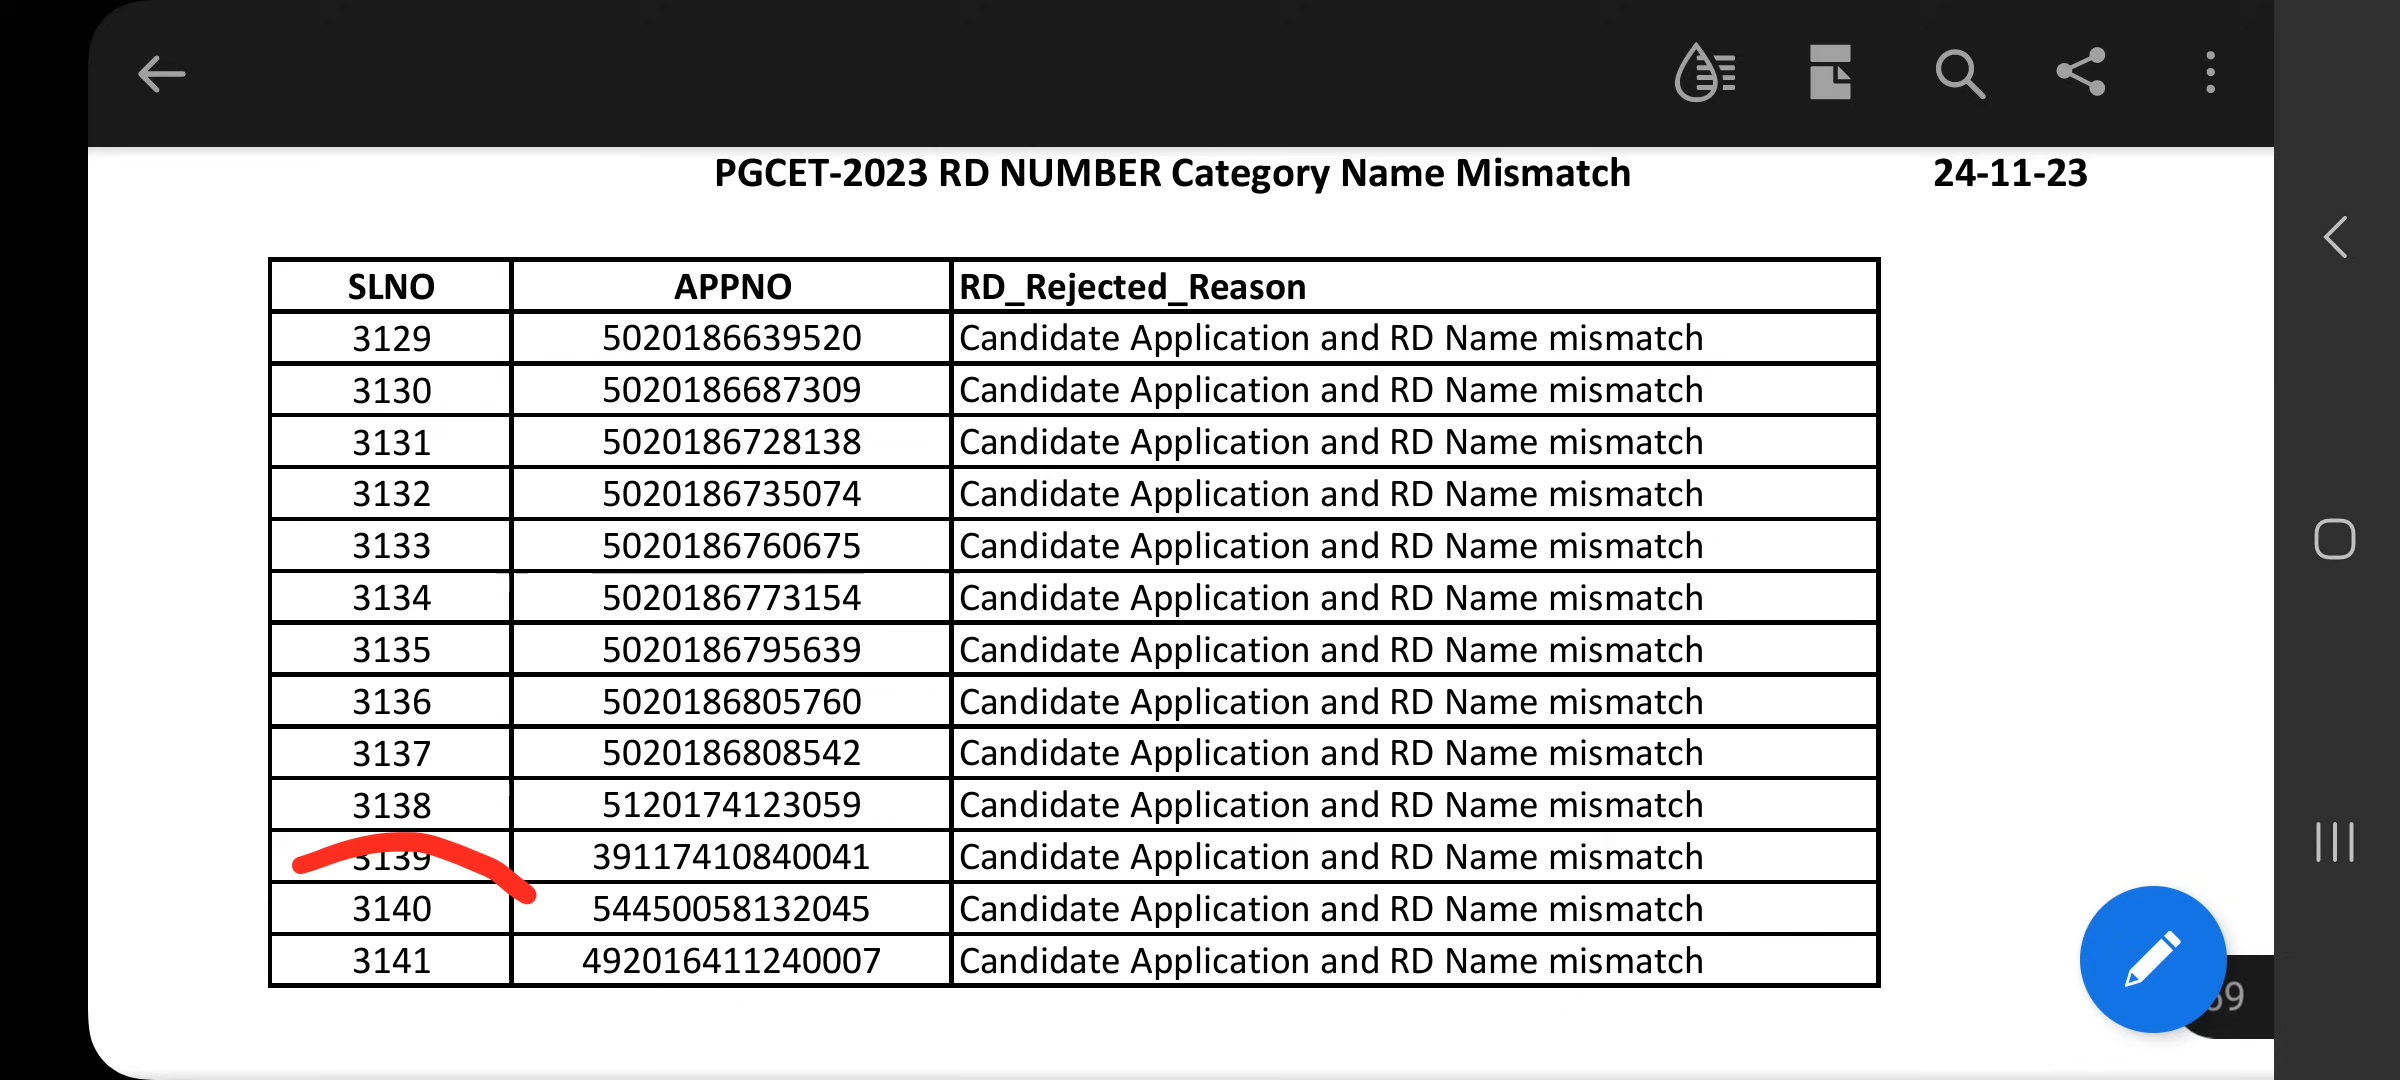 PGCET-2023 RD NUMBER Category Name Mismatch 24-11-23
SLNO APPNO RD_Rejected_Reason
3129 5020186639520 Candidate Application and RD Name mismatch
3130 5020186687309 Candidate Application and RD Name mismatch
3131 5020186728138 Candidate Application and RD Name mismatch
3132 5020186735074 Candidate Application and RD Name mismatch
3133 5020186760675 Candidate Application and RD Name mismatch
3134 5020186773154 Candidate Application and RD Name mismatch
3135 5020186795639 Candidate Application and RD Name mismatch
3136 5020186805760 Candidate Application and RD Name mismatch
3137 5020186808542 Candidate Application and RD Name mismatch
3138 5120174123059 Candidate Application and RD Name mismatch
3139 39117410840041 Candidate Application and RD Name mismatch
3140 54450058132045 Candidate Application and RD Name mismatch
3141 492016411240007 Candidate Application and RD Name mismatch